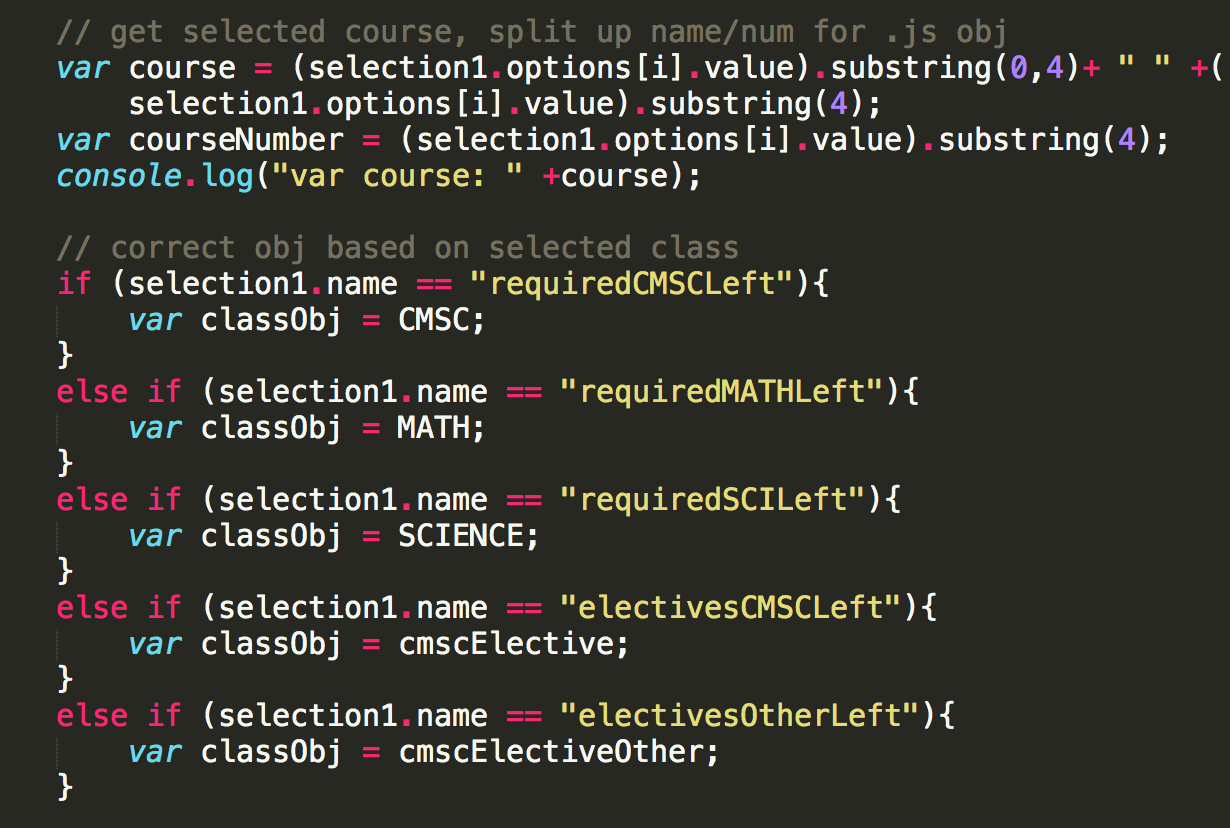 // get selected course, split up name/num for .js obj
var course = (selection1.options[i].value).substring(0,4)+ " " +(
selection1.options[i].value).substring(4);
var courseNumber = (selection1.options[i].value).substring(4);
console.log("var course: " +course);
// correct obj based on selected class
if (selection1.name == "requiredCMSCLeft"){
var classObj = CMSC;
}
else if (selection1.name == "requiredMATHLeft"){
var classObj = MATH;
}
else if (selection1.name == "requiredSCILeft"){
var classObj = SCIENCE;
}
else if (selection1.name == "electivesCMSCLeft"){
var classObj = cmscElective;
}
else if (selection1.name == "electivesOtherLeft"){
var classObj = cmscElectiveOther;
}